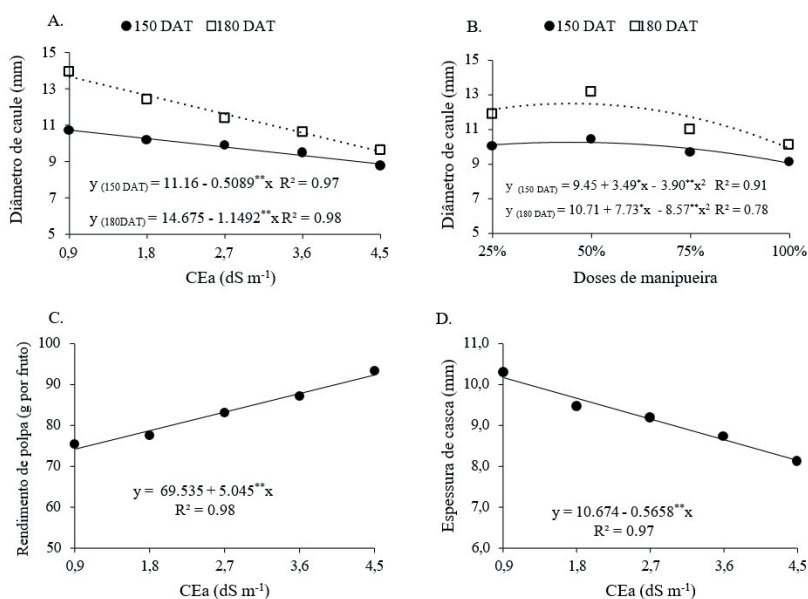 A.
● 150 DAT □ 180 DAT
Diâmetro de caule (mm)
15
13
11
9
7
5
y (150 DAT) = 11.16 - 0.5089**x R² = 0.97
y (180DAT) = 14.675 - 1.1492**x R² = 0.98
0,9 1,8 2,7 3,6 4,5
CEa (dS m⁻¹)
B.
● 150 DAT □ 180 DAT
Diâmetro de caule (mm)
15
13
11
9
7
5
y (150 DAT) = 9.45 + 3.49*x - 3.90**x² R² = 0.91
y (180 DAT) = 10.71 + 7.73*x - 8.57**x² R² = 0.78
25% 50% 75% 100%
Doses de manipueira
C.
Rendimento de polpa (g por fruto)
100
90
80
70
60
50
y = 69.535 + 5.045**x
R² = 0.98
0,9 1,8 2,7 3,6 4,5
CEa (dS m⁻¹)
D.
Espessura de casca (mm)
11,0
10,0
9,0
8,0
7,0
6,0
y = 10.674 - 0.5658**x
R² = 0.97
0,9 1,8 2,7 3,6 4,5
CEa (dS m⁻¹)